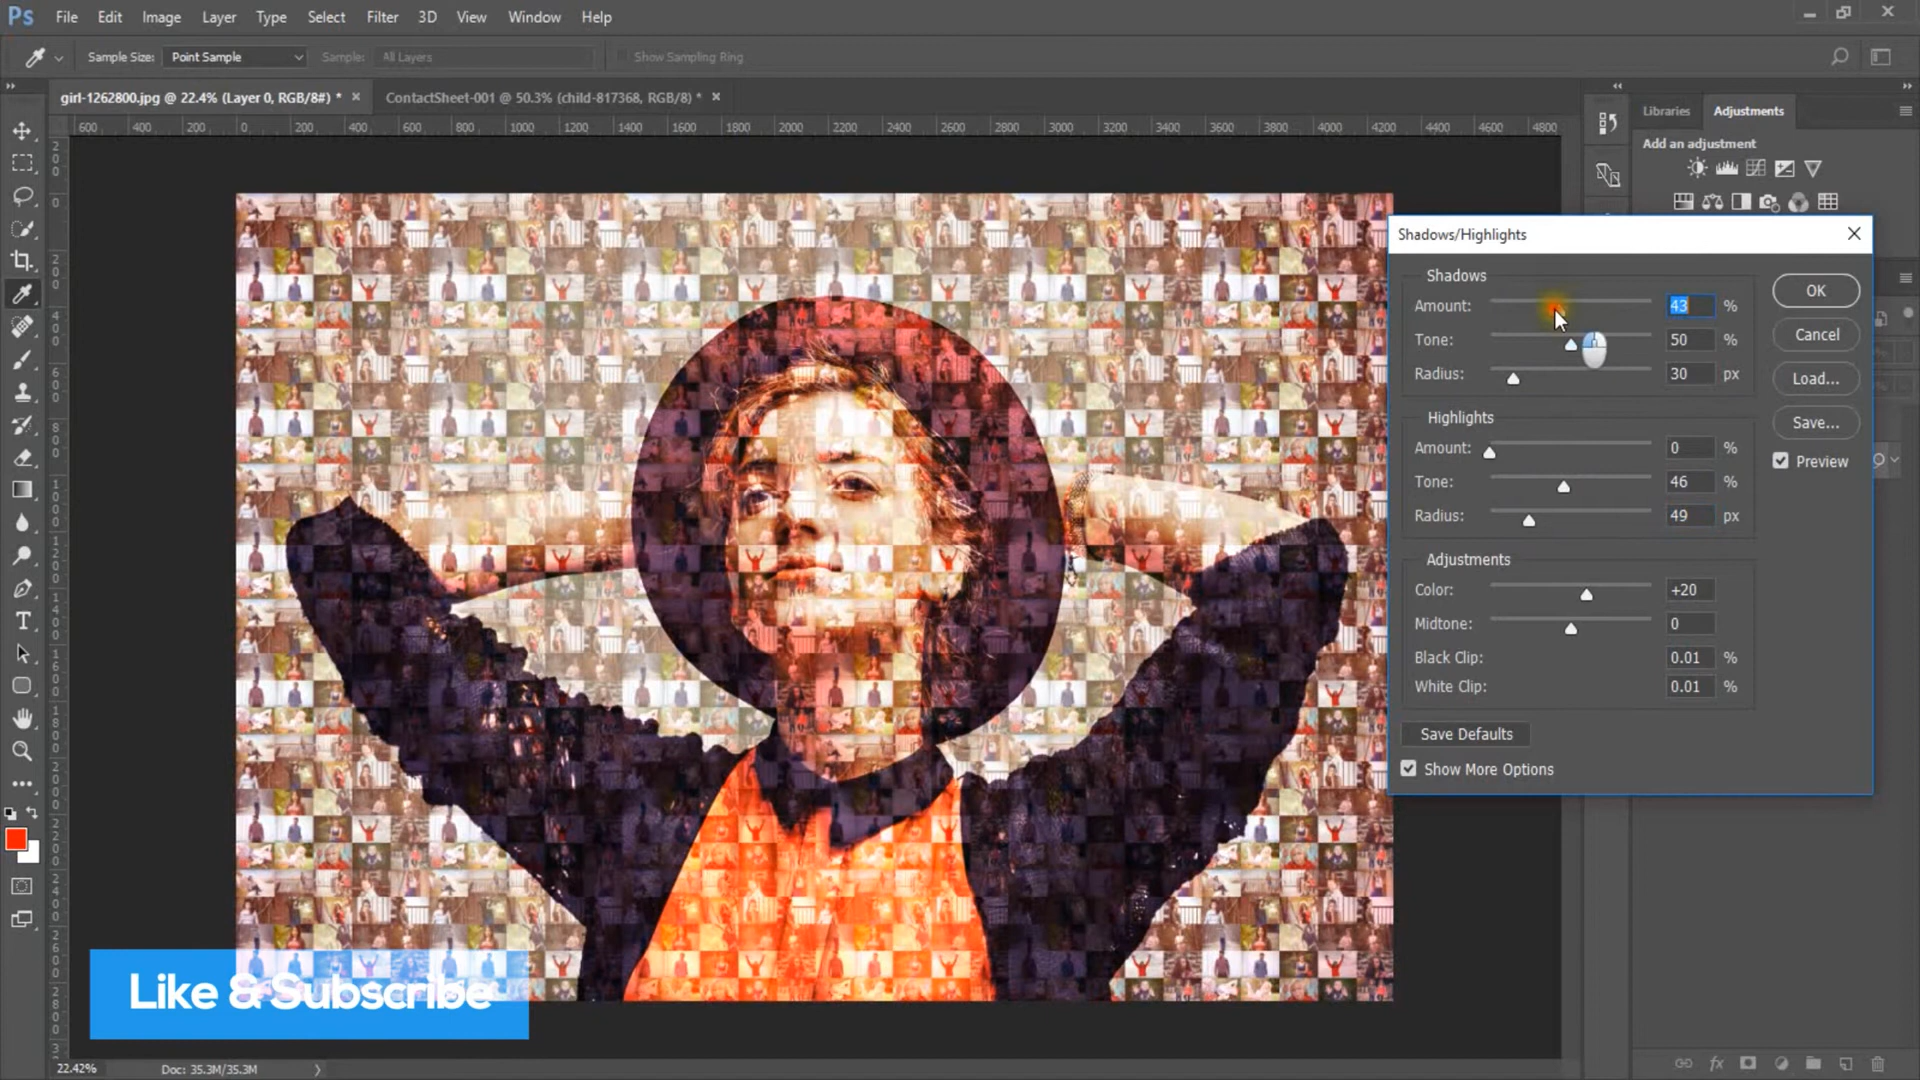 Ps File Edit Image Layer Type Select Filter 3D View Window Help
Sample Size: Point Sample Sample: All Layers Show Sampling Ring
girl-1262800.jpg @ 22.4% (Layer 0, RGB/8#) * × ContactSheet-001 @ 50.3% (child-817368, RGB/8) * ×
600 400 200 0 200 400 600 800 1000 1200 1400 1600 1800 2000 2200 2400 2600 2800 3000 3200 3400 3600 3800 4000 4200 4400 4600 4800
Libraries Adjustments
Add an adjustment
Shadows/Highlights
Shadows
Amount: 43 %
Tone: 50 %
Radius: 30 px
Highlights
Amount: 0 %
Tone: 46 %
Radius: 49 px
Adjustments
Color: +20
Midtone: 0
Black Clip: 0.01 %
White Clip: 0.01 %
Save Defaults
Show More Options
OK
Cancel
Load...
Save...
Preview
Like & Subscribe
22.42% Doc: 35.3M/35.3M